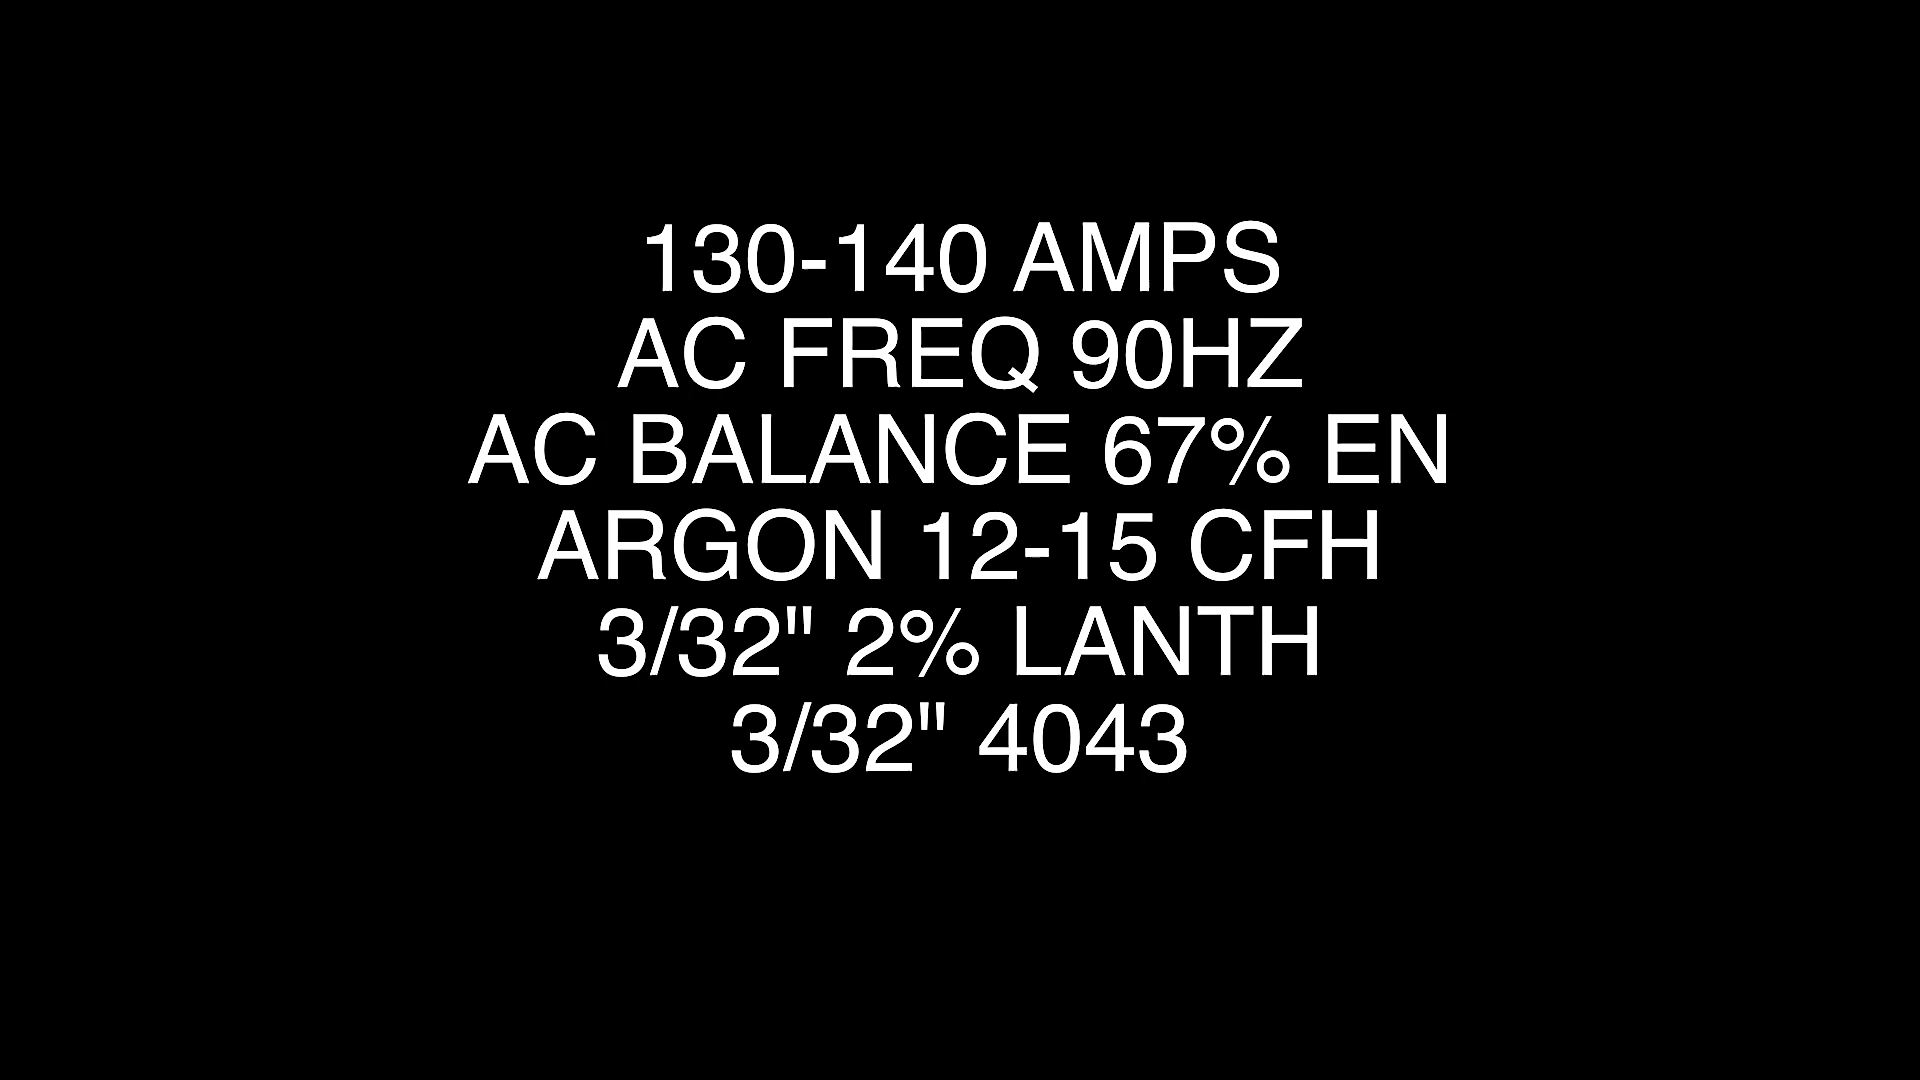 130-140 AMPS
AC FREQ 90HZ
AC BALANCE 67% EN
ARGON 12-15 CFH
3/32" 2% LANTH
3/32" 4043